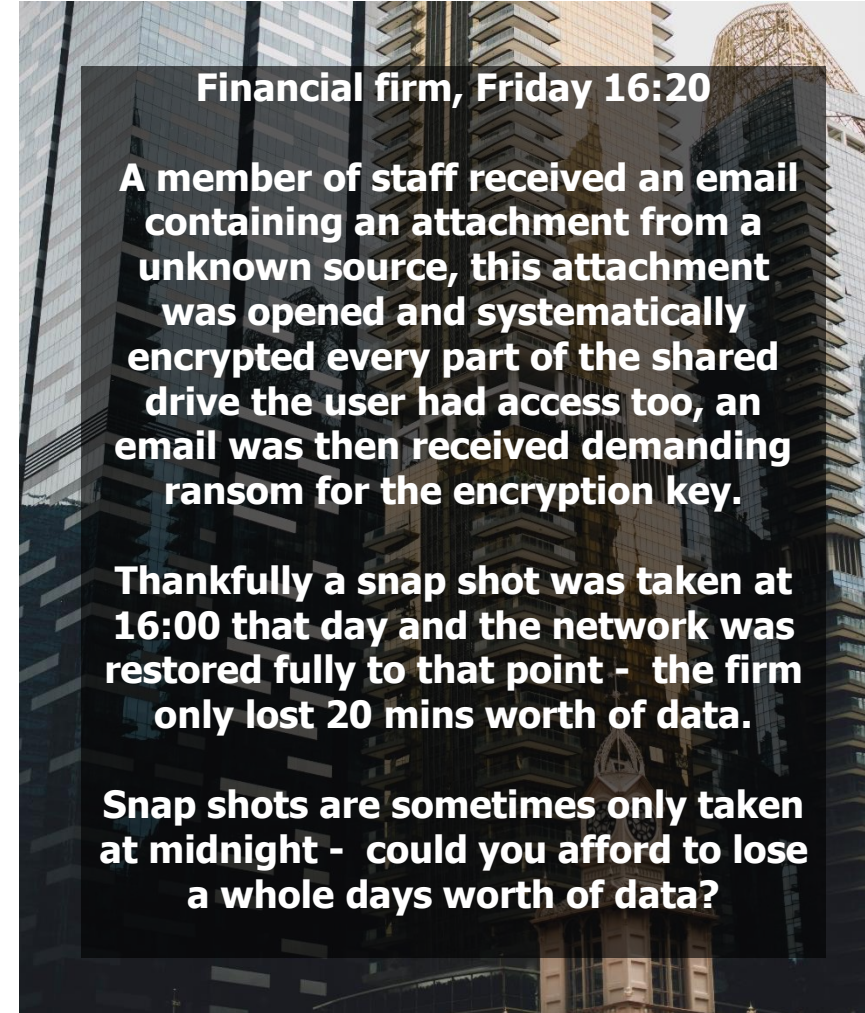 Financial firm, Friday 16:20
A member of staff received an email
containing an attachment from a
unknown source, this attachment
was opened and systematically
encrypted every part of the shared
drive the user had access too, an
email was then received demanding
ransom for the encryption key.
Thankfully a snap shot was taken at
16:00 that day and the network was
restored fully to that point -  the firm
only lost 20 mins worth of data.
Snap shots are sometimes only taken
at midnight -  could you afford to lose
a whole days worth of data?